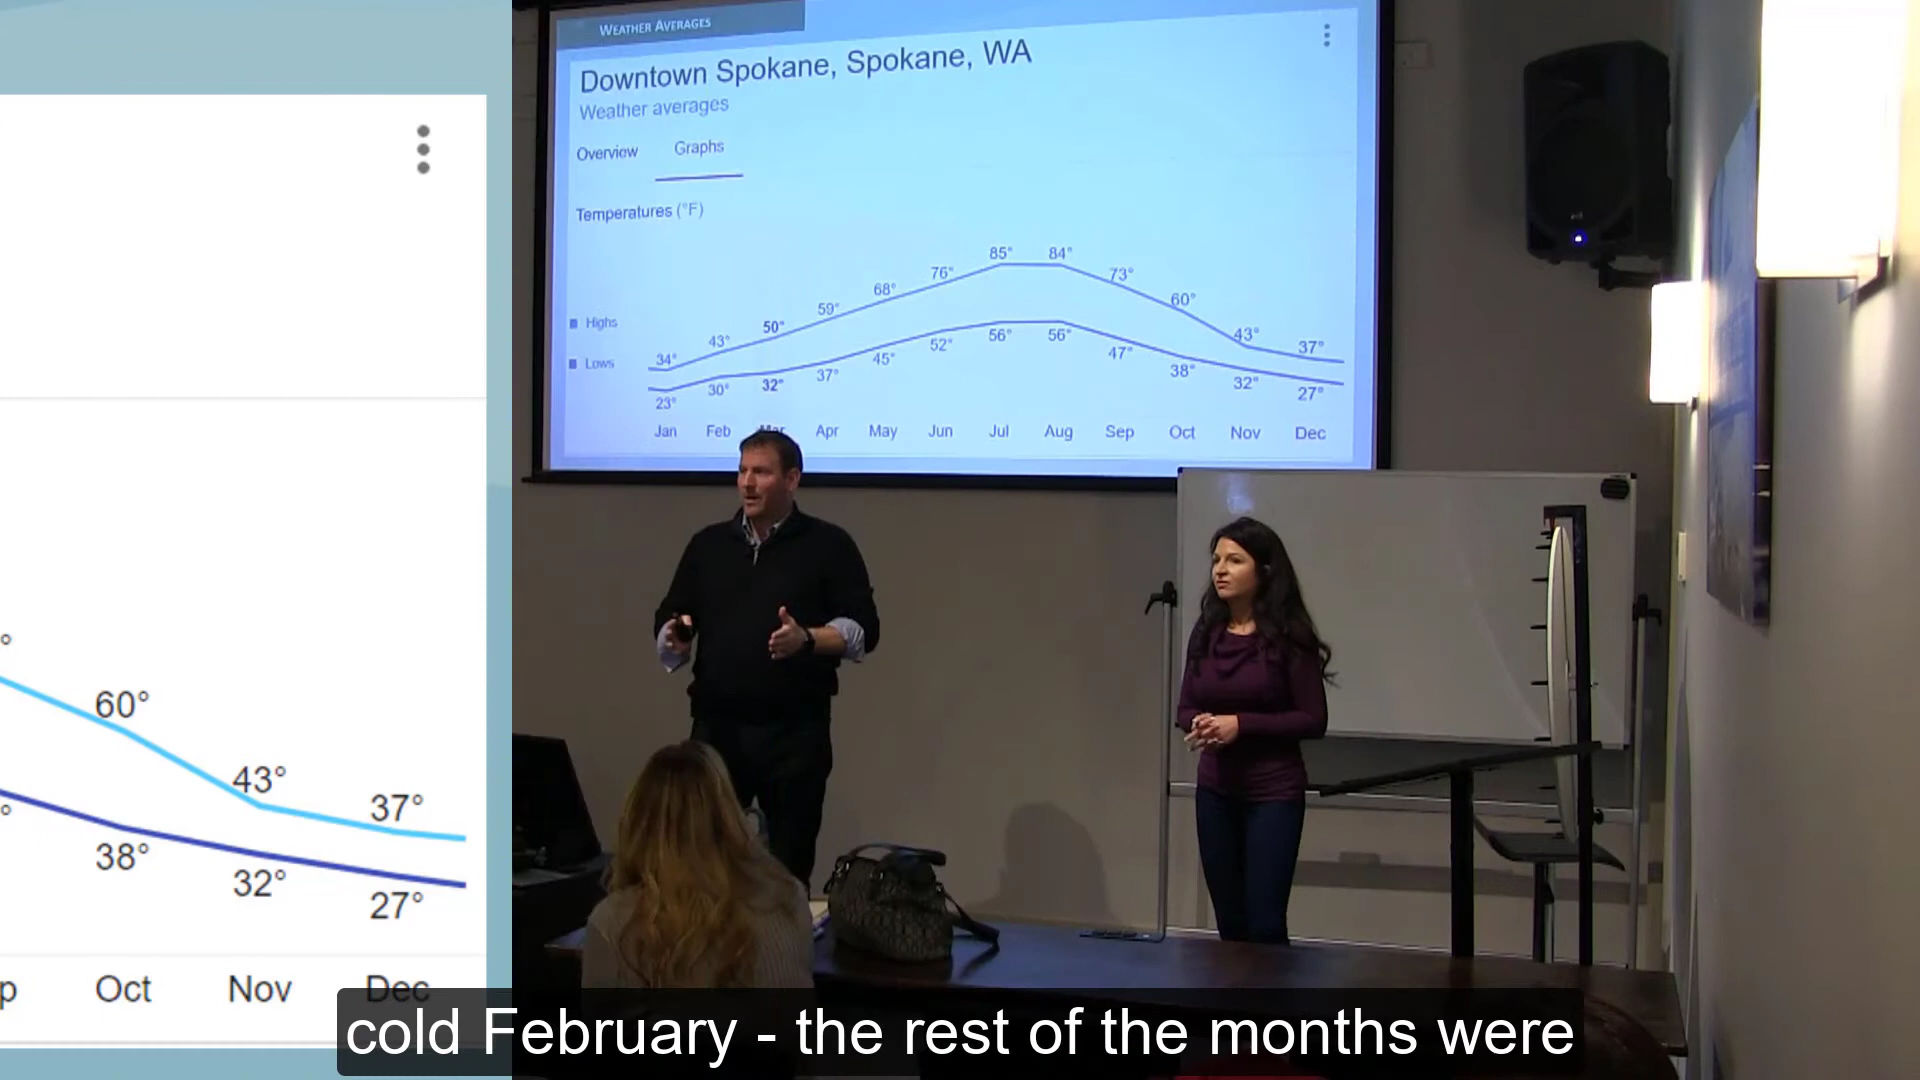 WEATHER AVERAGES
Downtown Spokane, Spokane, WA
Weather averages
Overview Graphs
Temperatures (°F)
85° 84°
76° 73°
68°
59° 60°
50°
43° 43°
34° 37°
Highs
Lows
56° 56°
52° 47°
45°
37° 38°
32° 32°
30° 27°
23°
Jan Feb Mar Apr May Jun Jul Aug Sep Oct Nov Dec
60°
43°
37°
38°
32°
27°
p Oct Nov Dec
cold February - the rest of the months were